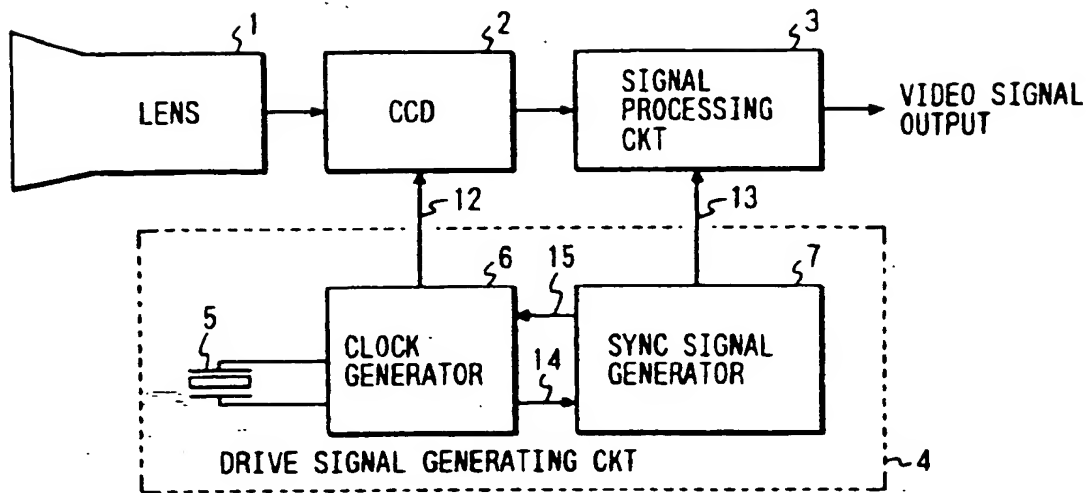 1
2
3
LENS
CCD
SIGNAL
PROCESSING
CKT
VIDEO SIGNAL
OUTPUT
12
13
6
15
7
5
CLOCK
GENERATOR
14
SYNC SIGNAL
GENERATOR
DRIVE SIGNAL GENERATING CKT
4